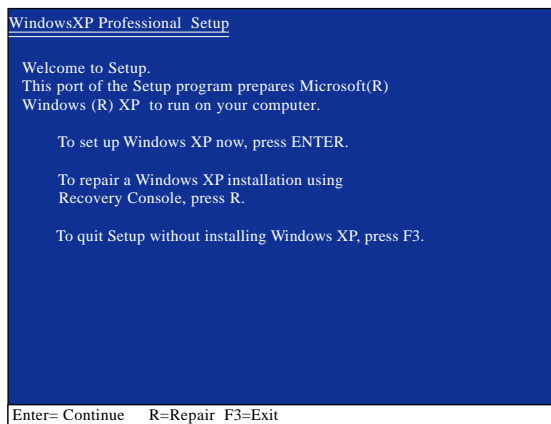 WindowsXP Professional Setup
Welcome to Setup.
This port of the Setup program prepares Microsoft(R)
Windows (R) XP to run on your computer.
To set up Windows XP now, press ENTER.
To repair a Windows XP installation using
Recovery Console, press R.
To quit Setup without installing Windows XP, press F3.
Enter= Continue R=Repair F3=Exit